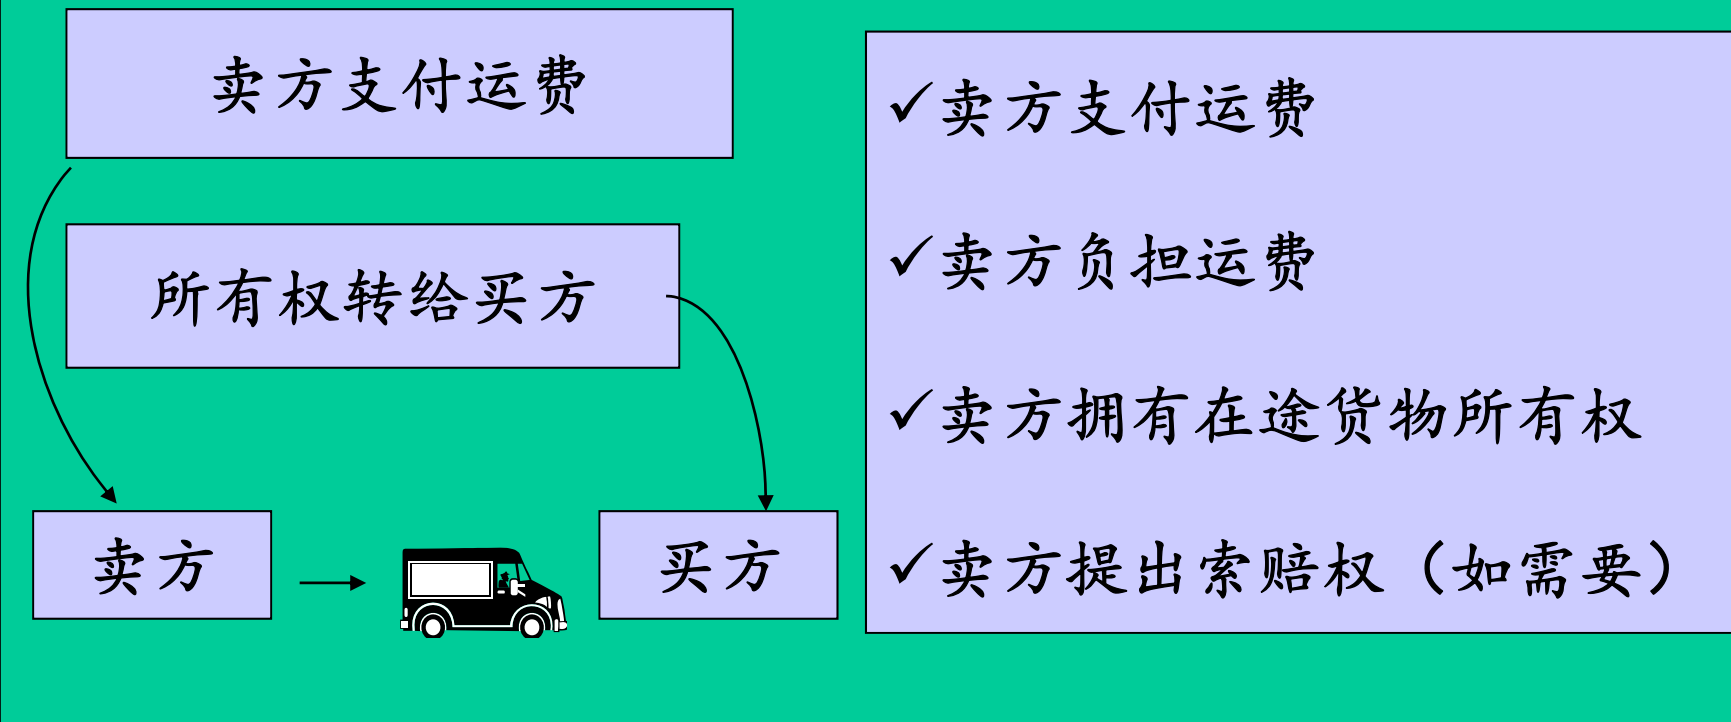 卖方支付运费
所有权转给买方
卖方
买方
✓卖方支付运费
✓卖方负担运费
✓卖方拥有在途货物所有权
✓卖方提出索赔权（如需要）